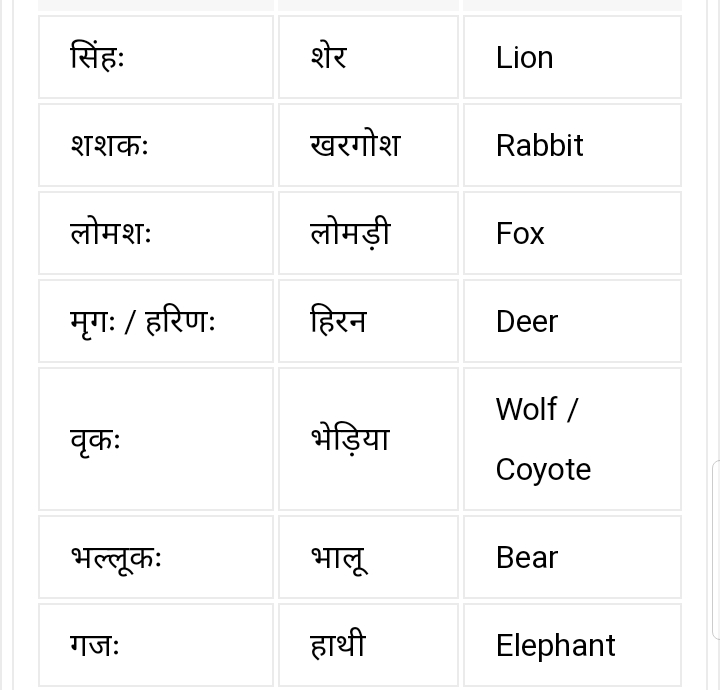 सिंहः शेर Lion
शशकः खरगोश Rabbit
लोमशः लोमड़ी Fox
मृगः / हरिणः हिरन Deer
वृकः भेड़िया Wolf /
Coyote
भल्लूकः भालू Bear
गजः हाथी Elephant